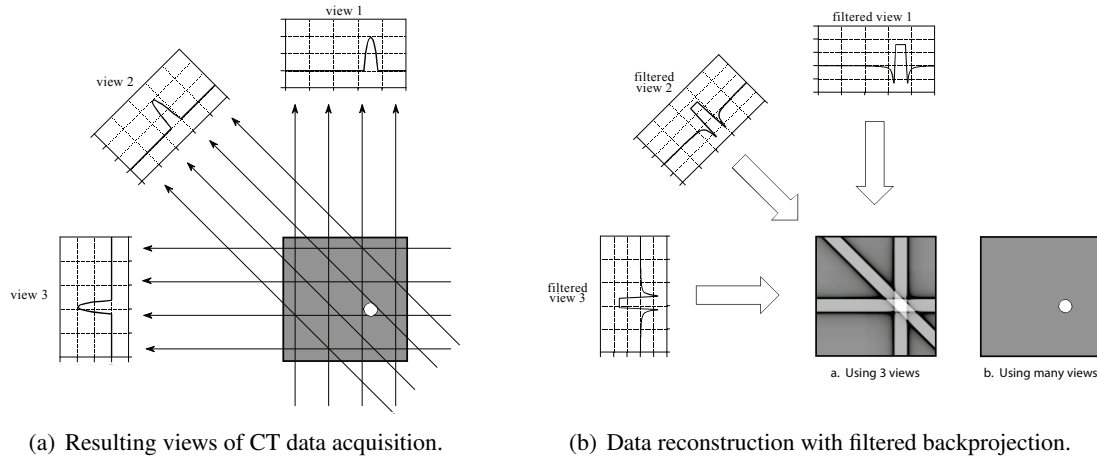 view 1
view 2
view 3
(a) Resulting views of CT data acquisition.
filtered view 1
filtered
view 2
filtered
view 3
a. Using 3 views
b. Using many views
(b) Data reconstruction with filtered backprojection.